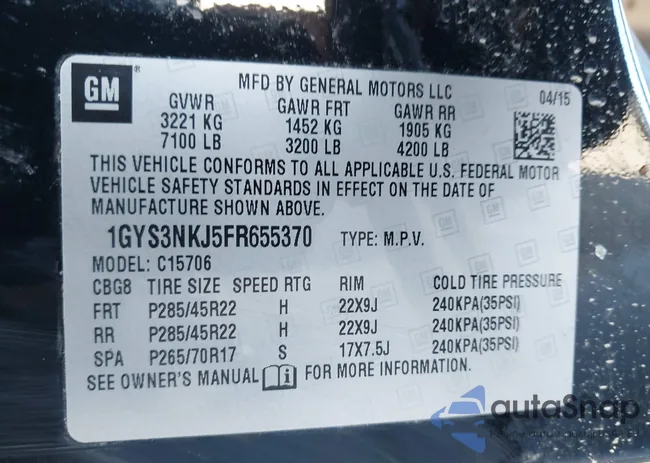 GM
MFD BY GENERAL MOTORS LLC
04/15
GVWR GAWR FRT GAWR RR
3221 KG 1452 KG 1905 KG
7100 LB 3200 LB 4200 LB
THIS VEHICLE CONFORMS TO ALL APPLICABLE U.S. FEDERAL MOTOR
VEHICLE SAFETY STANDARDS IN EFFECT ON THE DATE OF
MANUFACTURE SHOWN ABOVE.
1GYS3NKJ5FR655370 TYPE: M.P.V.
MODEL: C15706
CBG8 TIRE SIZE SPEED RTG RIM COLD TIRE PRESSURE
FRT P285/45R22 H 22X9J 240KPA(35PSI)
RR P285/45R22 H 22X9J 240KPA(35PSI)
SPA P265/70R17 S 17X7.5J 240KPA(35PSI)
SEE OWNER'S MANUAL FOR MORE INFORMATION.
autoSnap